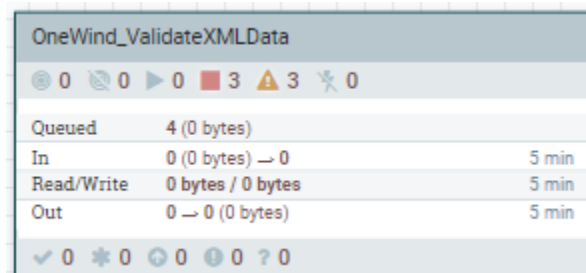 OneWind_ValidateXMLData
0 0 0 3 3 0
Queued 4 (0 bytes)
In 0 (0 bytes) → 0 5 min
Read/Write 0 bytes / 0 bytes 5 min
Out 0 → 0 (0 bytes) 5 min
0 0 0 0 ? 0